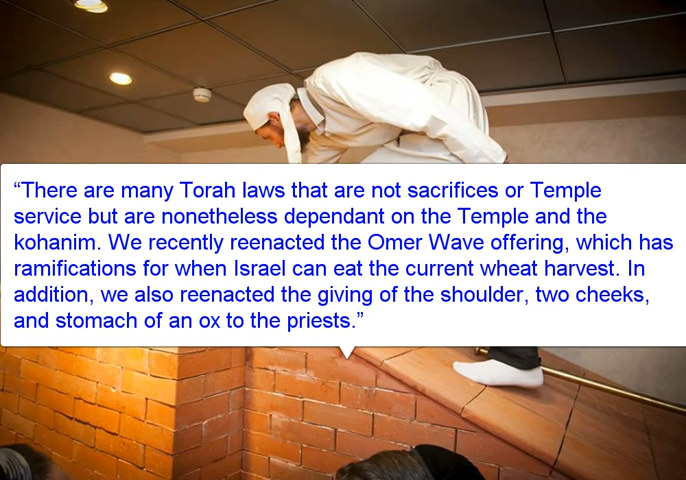 “There are many Torah laws that are not sacrifices or Temple
service but are nonetheless dependant on the Temple and the
kohanim. We recently reenacted the Omer Wave offering, which has
ramifications for when Israel can eat the current wheat harvest. In
addition, we also reenacted the giving of the shoulder, two cheeks,
and stomach of an ox to the priests.”